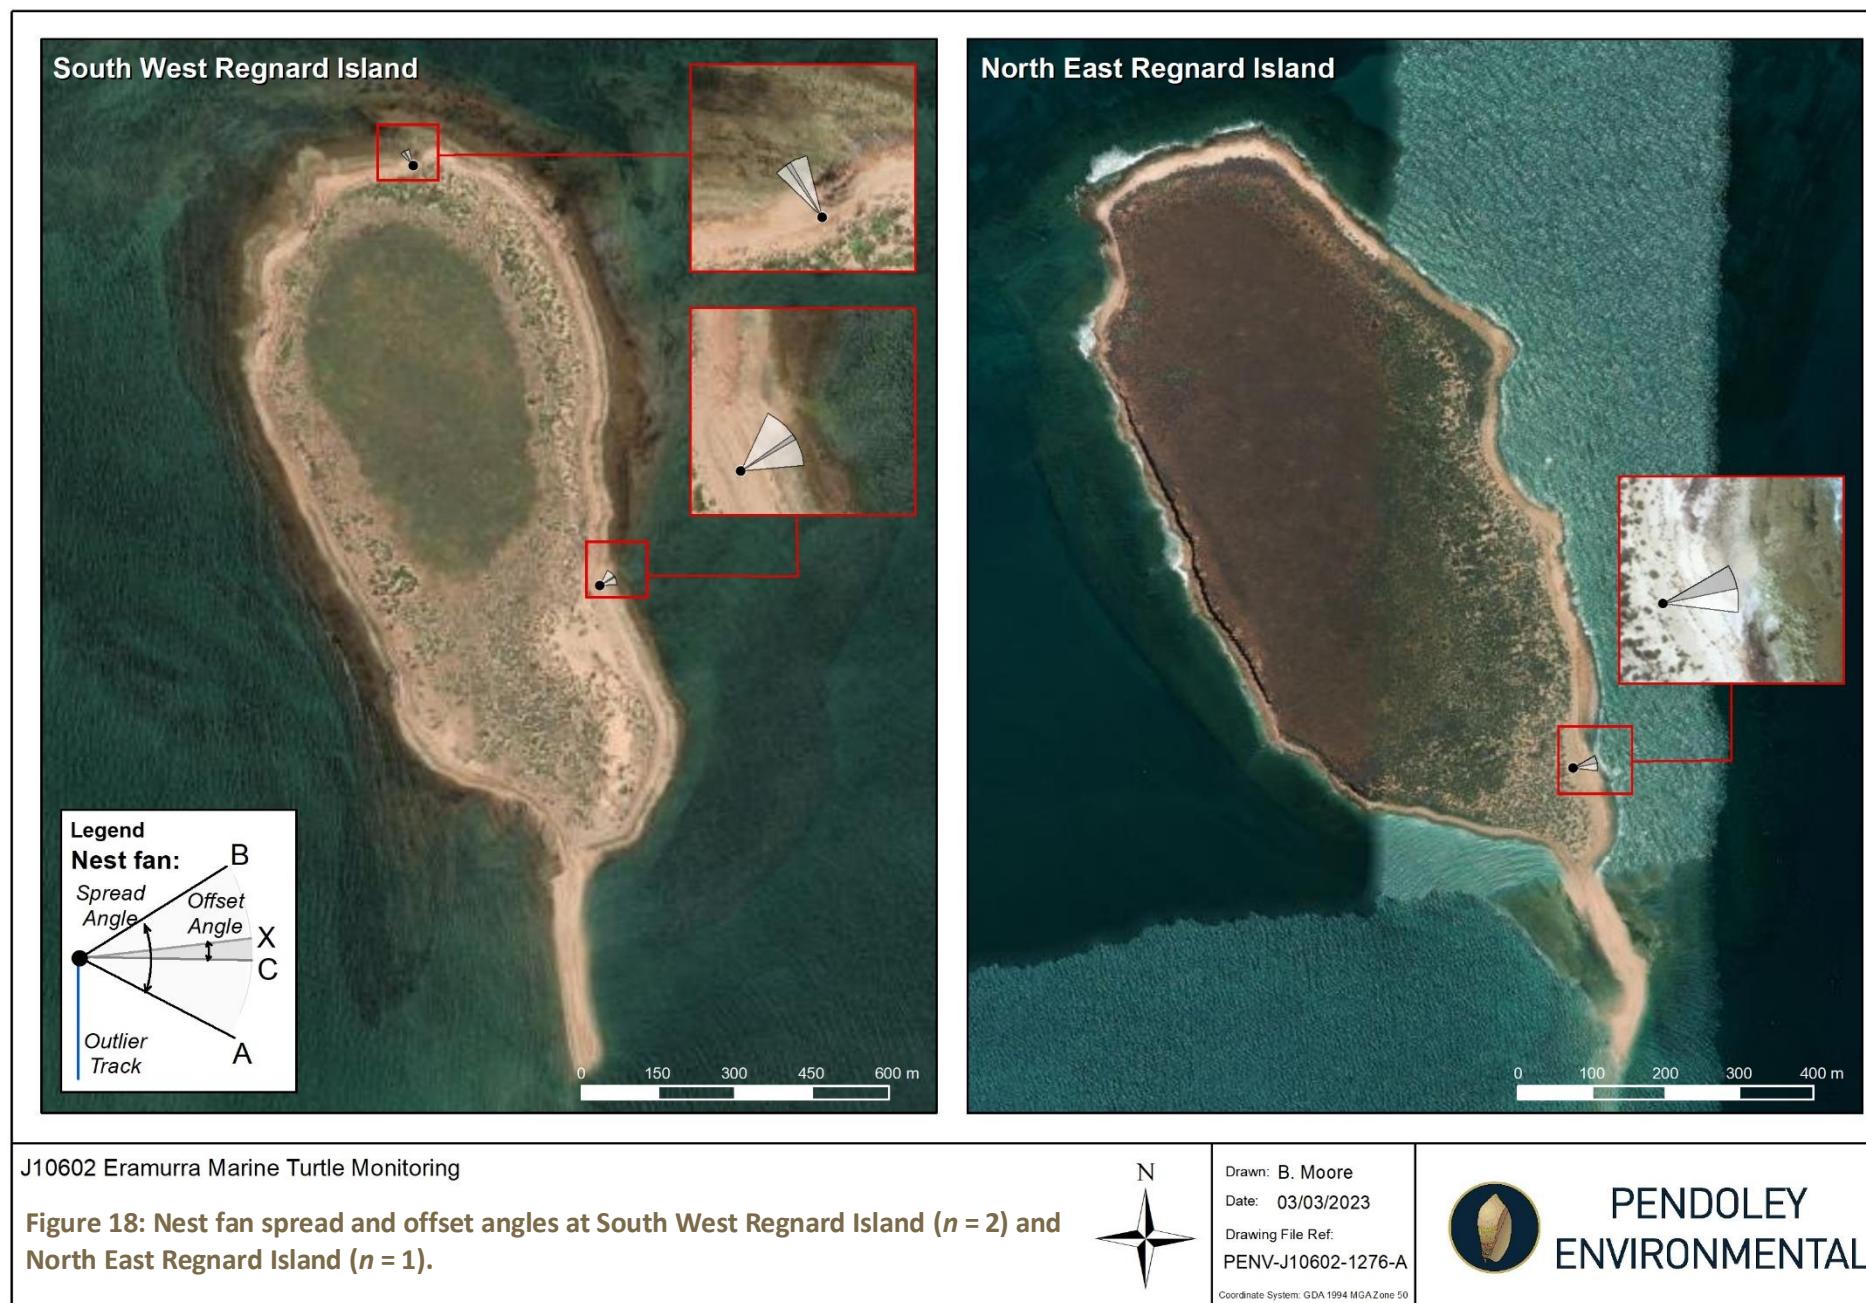 South West Regnard Island
North East Regnard Island
Legend
Nest fan:
B
Spread
Angle
Offset
Angle
X
C
A
Outlier
Track
0 150 300 450 600 m
0 100 200 300 400 m
J10602 Eramurra Marine Turtle Monitoring
Figure 18: Nest fan spread and offset angles at South West Regnard Island (n = 2) and
North East Regnard Island (n = 1).
N
Drawn: B. Moore
Date: 03/03/2023
Drawing File Ref:
PENV-J10602-1276-A
Coordinate System: GDA 1994 MGA Zone 50
PENDOLEY
ENVIRONMENTAL